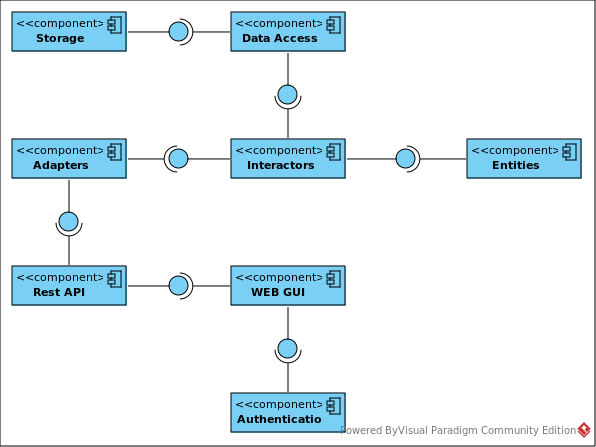 <<component>
Storage
<<component>
Data Access
<<component>
Adapters
<<component>
Interactors
<<component>
Entities
<<component>
Rest API
<<component>
WEB GUI
<<component>
Authenticatio
Powered ByVisual Paradigm Community Edition